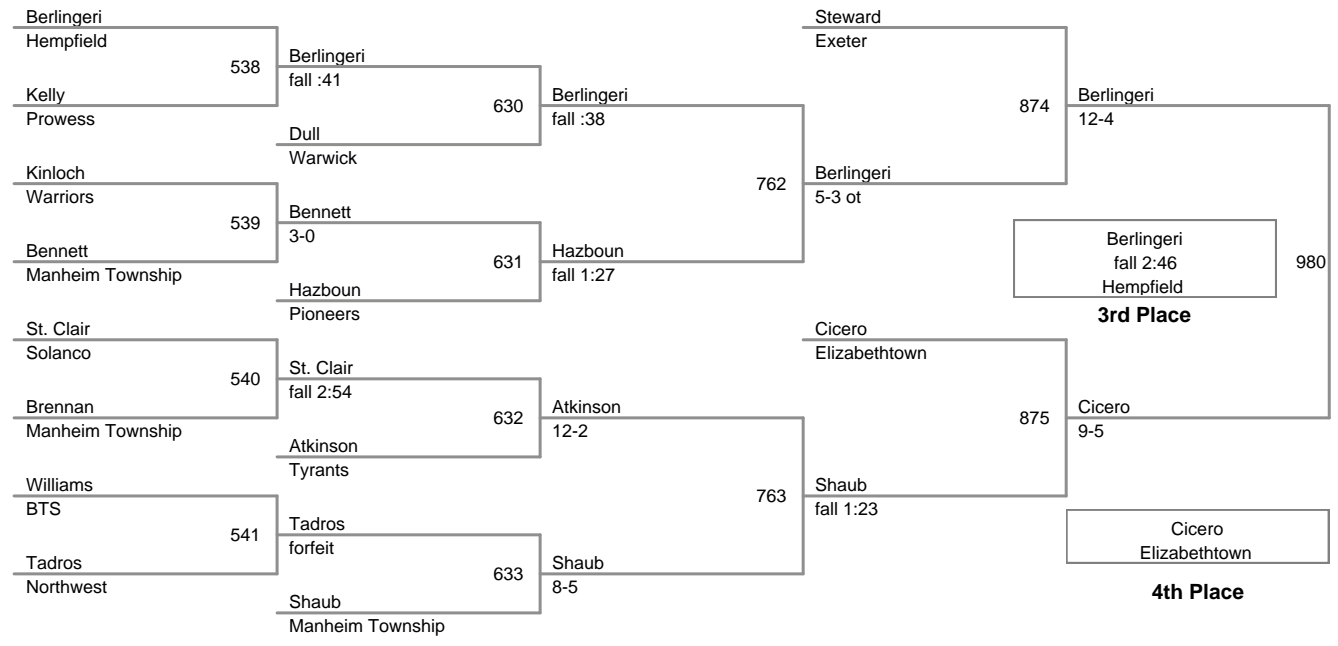 Berlingeri
Hempfield
538
Kelly
Prowess
Kinloch
Warriors
539
Bennett
Manheim Township
St. Clair
Solanco
540
Brennan
Manheim Township
Williams
BTS
541
Tadros
Northwest
Berlingeri
fall :41
630
Dull
Warwick
Bennett
3-0
631
Hazboun
Pioneers
St. Clair
fall 2:54
632
Atkinson
Tyrants
Tadros
forfeit
633
Shaub
Manheim Township
Berlingeri
fall :38
762
Hazboun
fall 1:27
Atkinson
12-2
763
Shaub
8-5
Steward
Exeter
874
Berlingeri
5-3 ot
Cicero
Elizabethtown
875
Shaub
fall 1:23
Berlingeri
12-4
980
Cicero
9-5
Berlingeri
fall 2:46
Hempfield
3rd Place
Cicero
Elizabethtown
4th Place